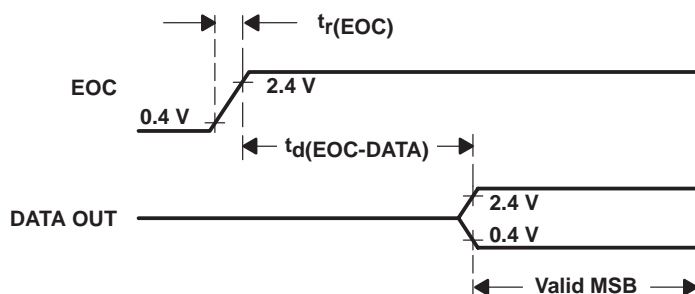 tr(EOC)
EOC
2.4 V
0.4 V
td(EOC-DATA)
DATA OUT
2.4 V
0.4 V
Valid MSB